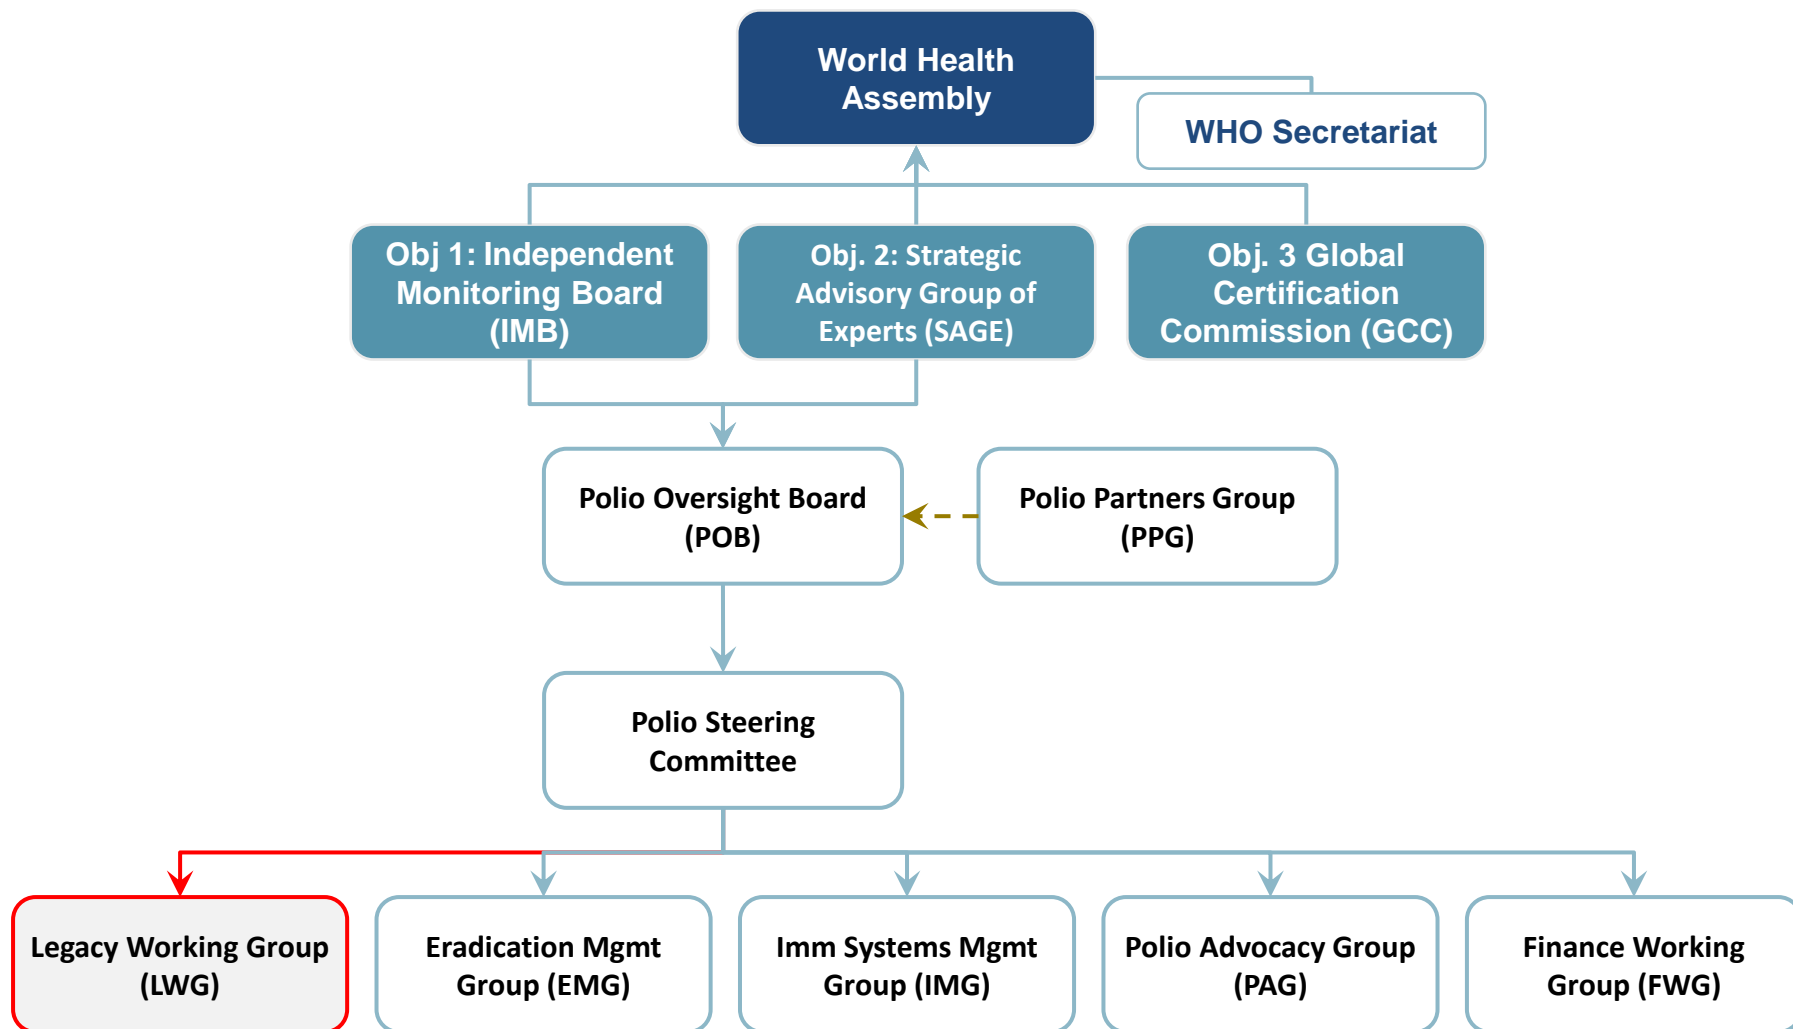 World Health
Assembly
WHO Secretariat
Obj 1: Independent
Monitoring Board
(IMB)
Obj. 2: Strategic
Advisory Group of
Experts (SAGE)
Obj. 3 Global
Certification
Commission (GCC)
Polio Oversight Board
(POB)
Polio Partners Group
(PPG)
Polio Steering
Committee
Legacy Working Group
(LWG)
Eradication Mgmt
Group (EMG)
Imm Systems Mgmt
Group (IMG)
Polio Advocacy Group
(PAG)
Finance Working
Group (FWG)